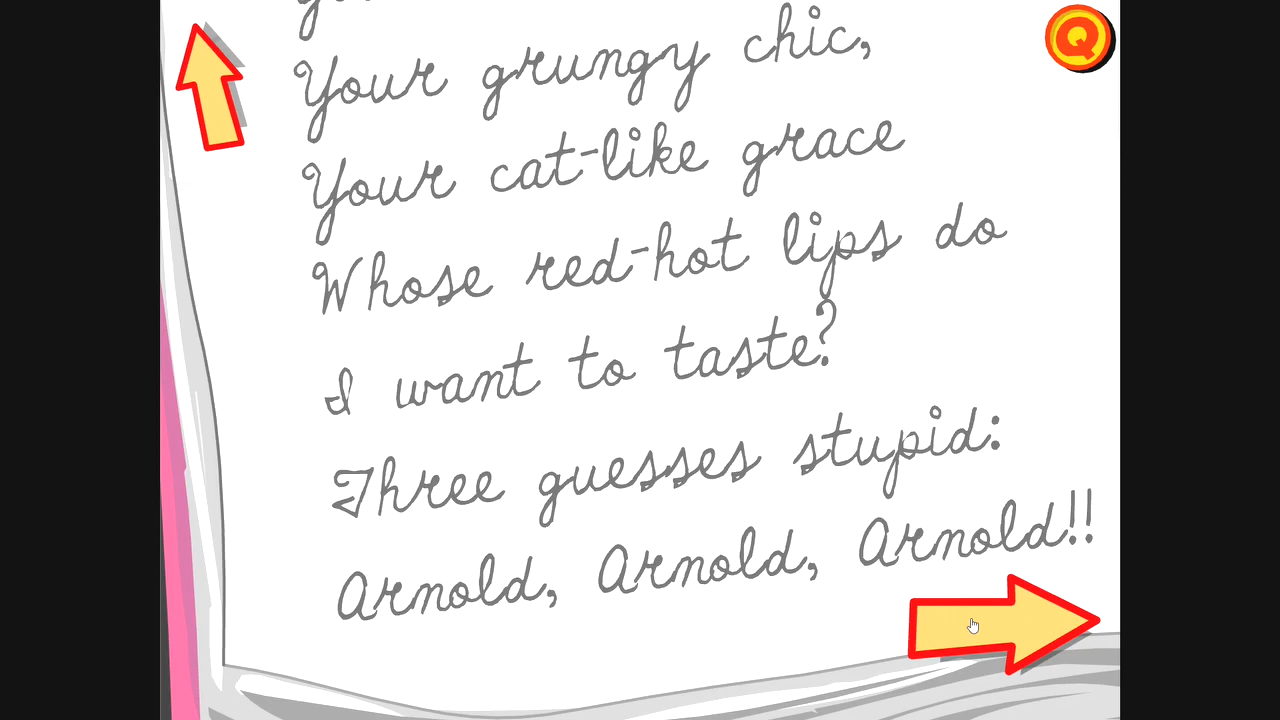 Your grungy chic,
Your cat-like grace
Whose red-hot lips do
I want to taste?
Three guesses stupid:
Arnold, Arnold, Arnold!!
Q